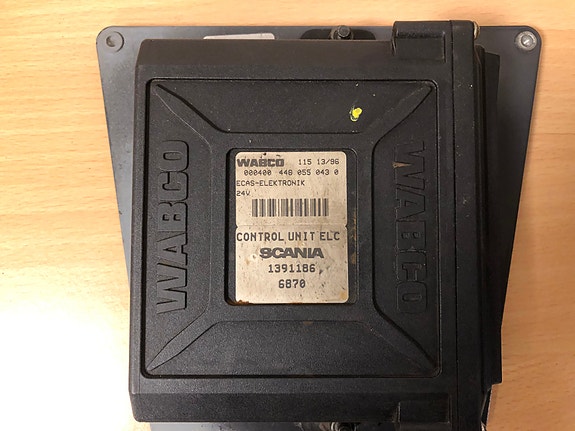 WABCO
WABCO 115 13/96
000400 446 055 043 0
ECAS-ELEKTRONIK
24V
CONTROL UNIT ELC
SCANIA
1391186
6870
WABCO